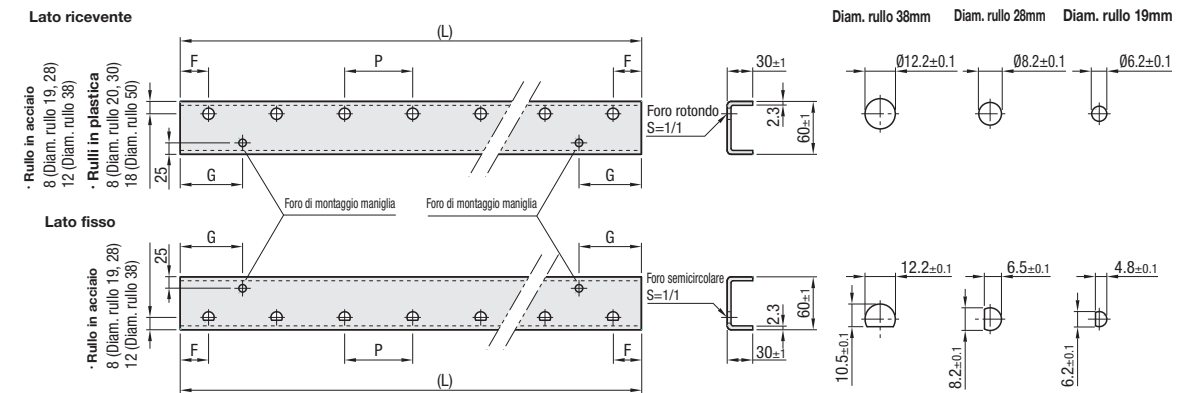 Lato ricevente
Diam. rullo 38mm
Diam. rullo 28mm
Diam. rullo 19mm
(L)
F
P
F
30±1
Ø12.2±0.1
Ø8.2±0.1
Ø6.2±0.1
· Rullo in acciaio
8 (Diam. rullo 19, 28)
12 (Diam. rullo 38)
· Rulli in plastica
8 (Diam. rullo 20, 30)
18 (Diam. rullo 50)
Foro rotondo
S=1/1
2.3
60±1
25
G
G
Foro di montaggio maniglia
Foro di montaggio maniglia
Lato fisso
G
G
25
· Rullo in acciaio
8 (Diam. rullo 19, 28)
12 (Diam. rullo 38)
Foro semicircolare
S=1/1
2.3
60±1
30±1
12.2±0.1
6.5±0.1
4.8±0.1
10.5±0.1
8.2±0.1
6.2±0.1
F
P
F
(L)